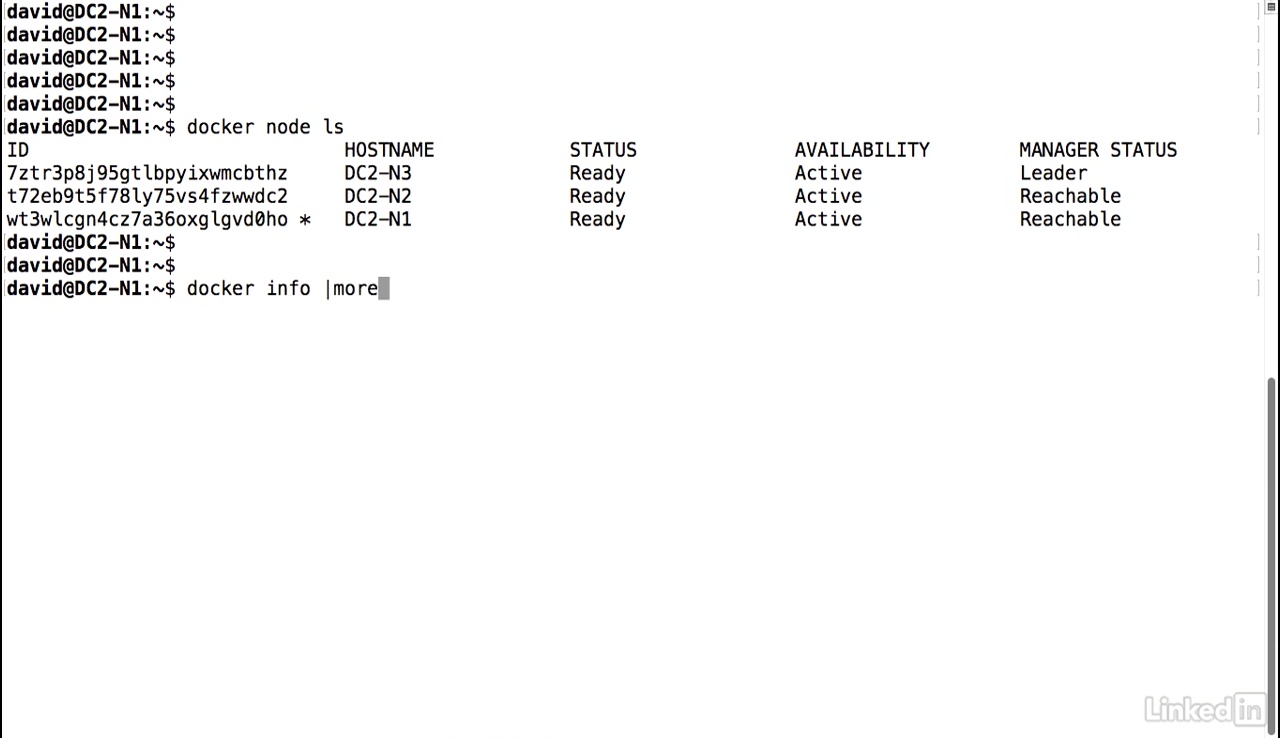 david@DC2-N1:~$
david@DC2-N1:~$
david@DC2-N1:~$
david@DC2-N1:~$
david@DC2-N1:~$
david@DC2-N1:~$ docker node ls
ID HOSTNAME STATUS AVAILABILITY MANAGER STATUS
7ztr3p8j95gtlbpyixwmcbthz DC2-N3 Ready Active Leader
t72eb9t5f78ly75vs4fzwwdc2 DC2-N2 Ready Active Reachable
wt3wlcgn4cz7a36oxglgvd0ho * DC2-N1 Ready Active Reachable
david@DC2-N1:~$
david@DC2-N1:~$
david@DC2-N1:~$ docker info |more
Linked in